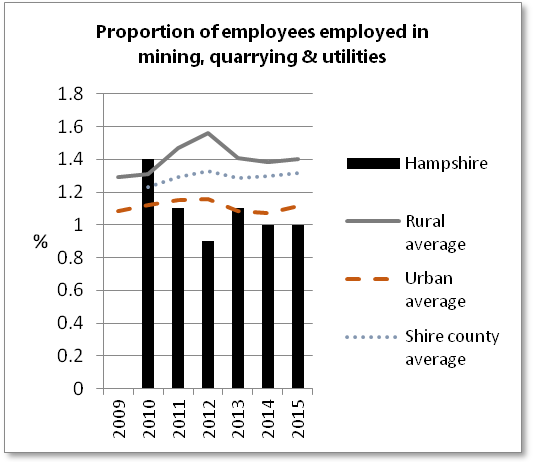 Proportion of employees employed in
mining, quarrying & utilities
1.8
1.6
1.4
1.2
1
0.8
0.6
0.4
0.2
0
%
2009
2010
2011
2012
2013
2014
2015
Hampshire
Rural
average
Urban
average
Shire county
average